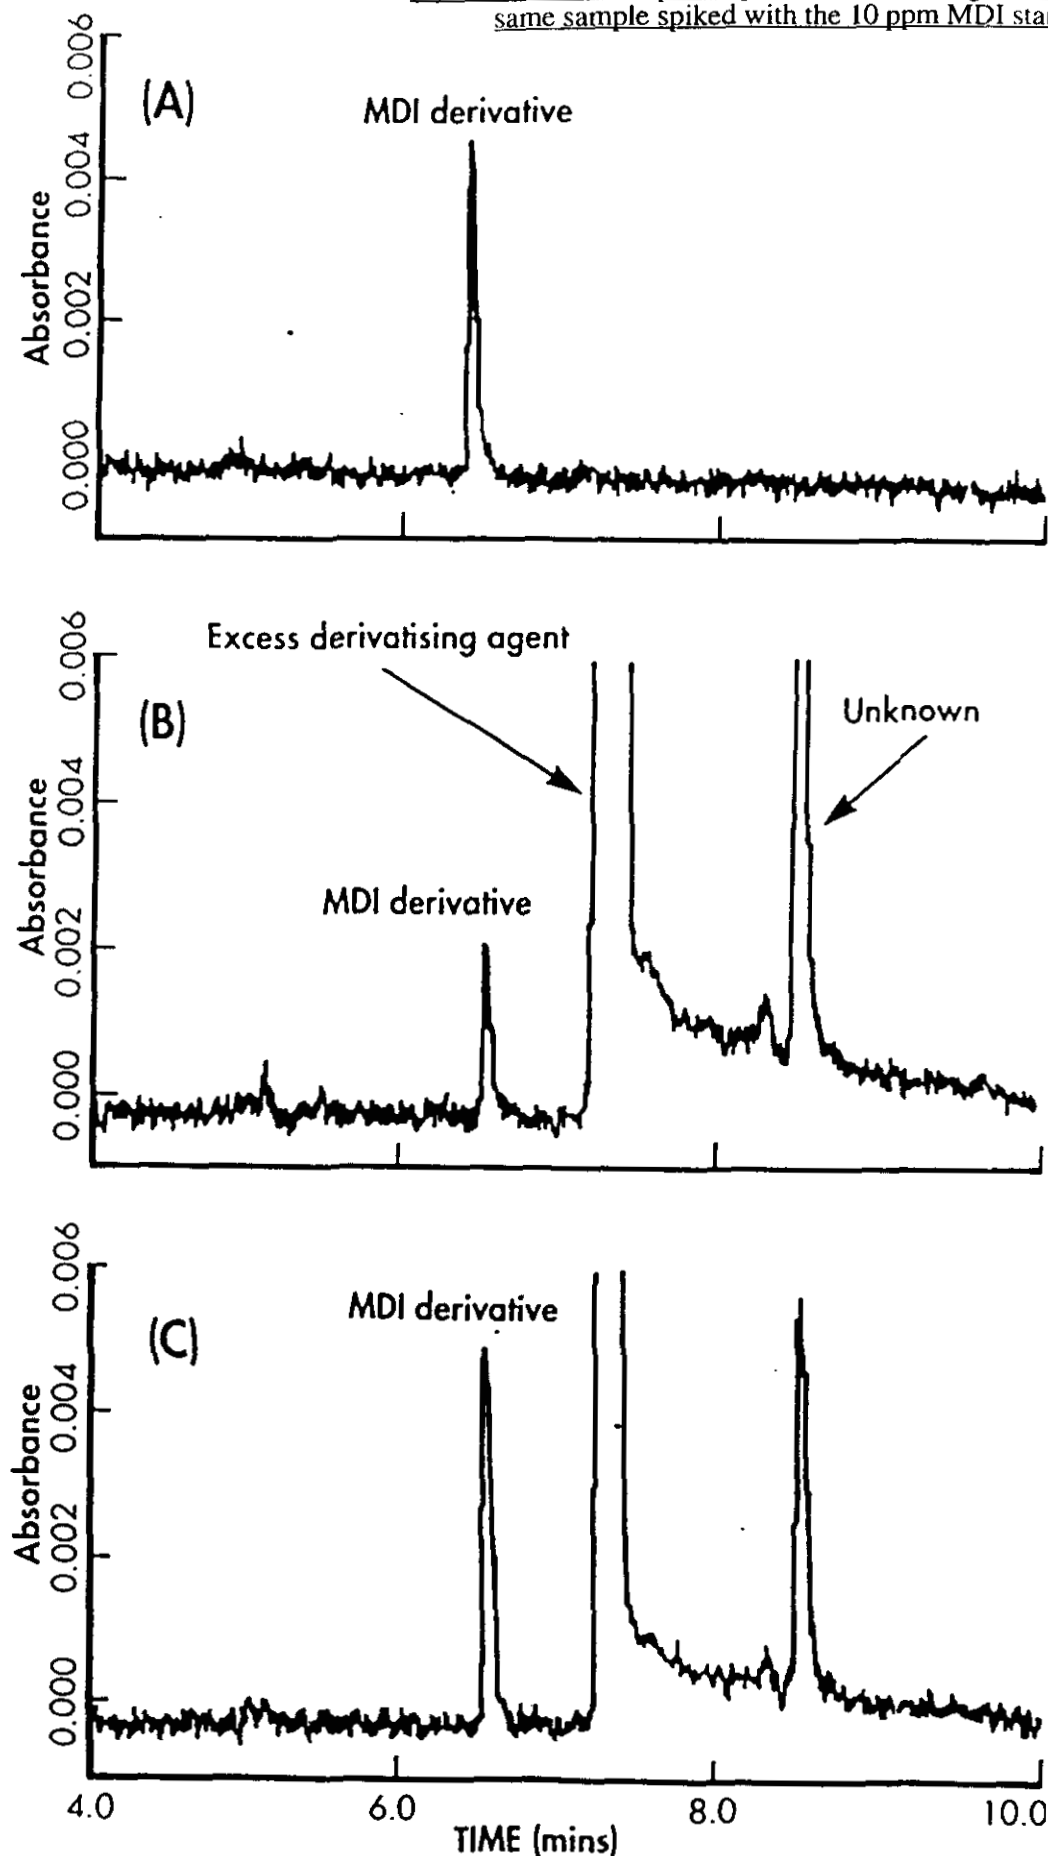 same sample spiked with the 10 ppm MDI
(A)
MDI derivative
Absorbance
0.006
0.004
0.002
0.000
Excess derivatising agent
(B)
Unknown
MDI derivative
Absorbance
0.006
0.004
0.002
0.000
MDI derivative
(C)
Absorbance
0.006
0.004
0.002
0.000
4.0
6.0
8.0
10.0
TIME (mins)